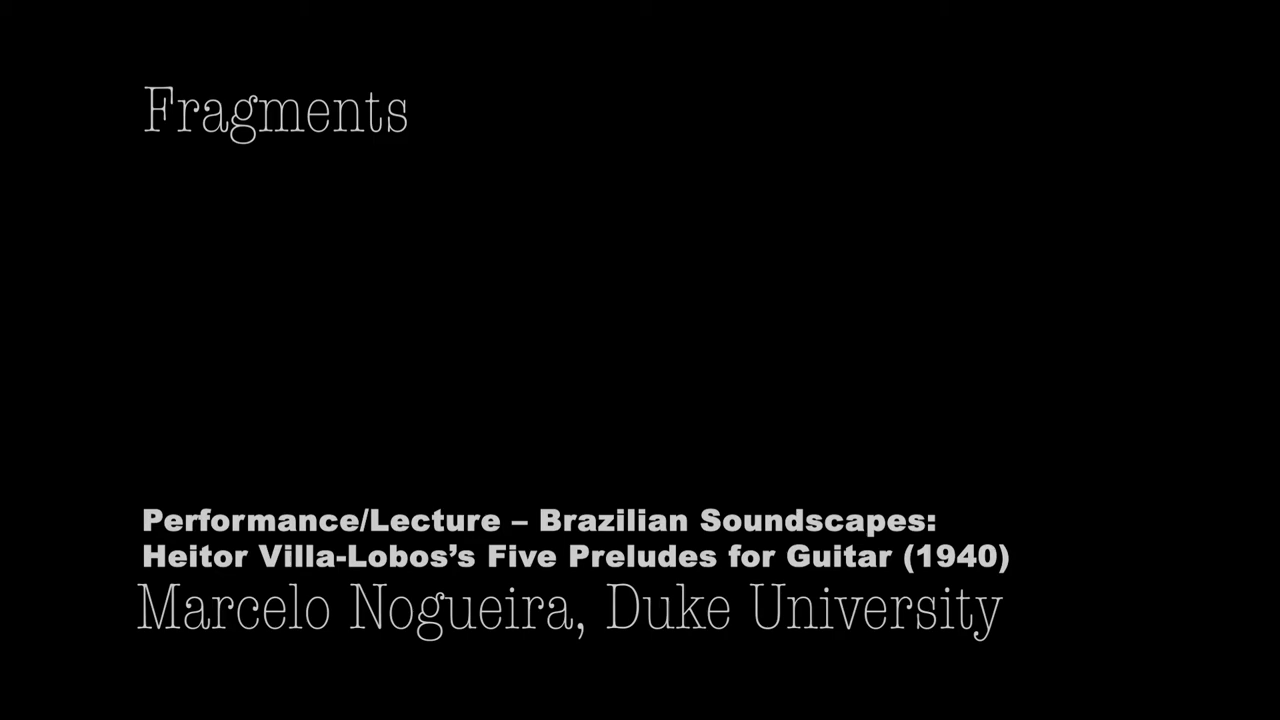 Fragments
Performance/Lecture – Brazilian Soundscapes:
Heitor Villa-Lobos’s Five Preludes for Guitar (1940)
Marcelo Nogueira, Duke University